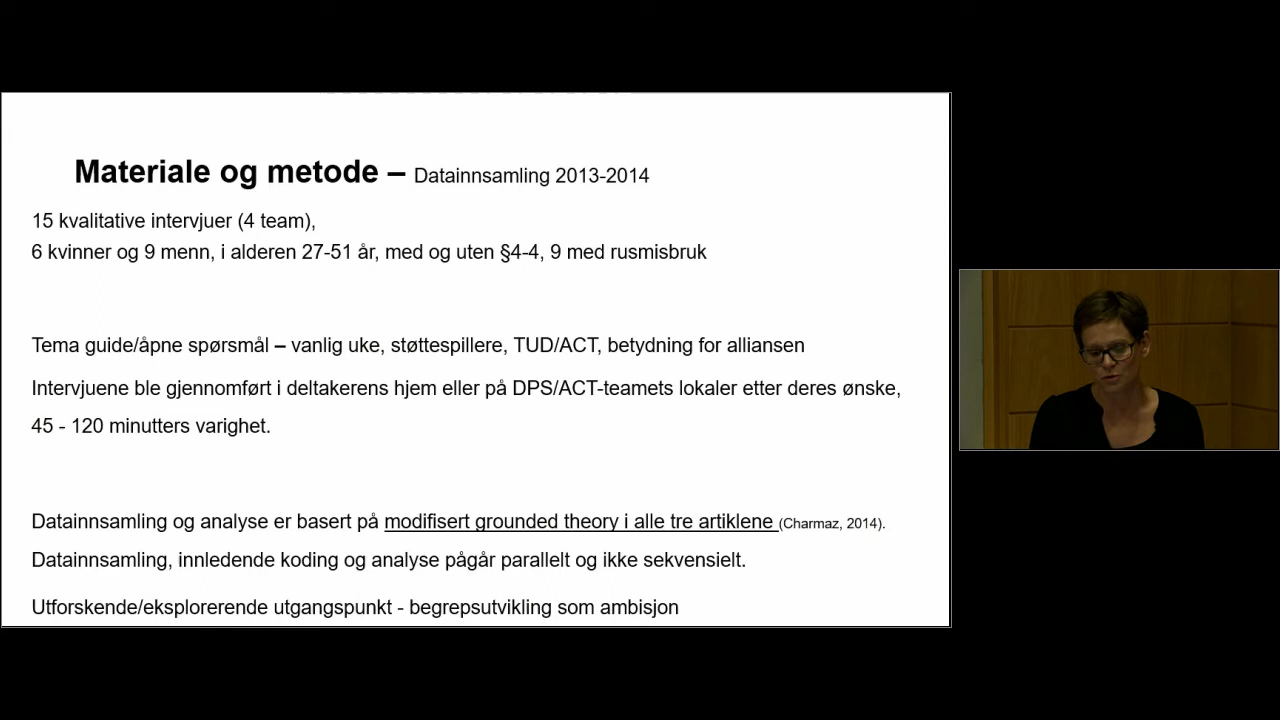 Materiale og metode – Datainnsamling 2013-2014
15 kvalitative intervjuer (4 team),
6 kvinner og 9 menn, i alderen 27-51 år, med og uten §4-4, 9 med rusmisbruk
Tema guide/åpne spørsmål – vanlig uke, støttespillere, TUD/ACT, betydning for alliansen
Intervjuene ble gjennomført i deltakerens hjem eller på DPS/ACT-teamets lokaler etter deres ønske,
45 - 120 minutters varighet.
Datainnsamling og analyse er basert på modifisert grounded theory i alle tre artiklene (Charmaz, 2014).
Datainnsamling, innledende koding og analyse pågår parallelt og ikke sekvensielt.
Utforskende/eksplorerende utgangspunkt - begrepsutvikling som ambisjon